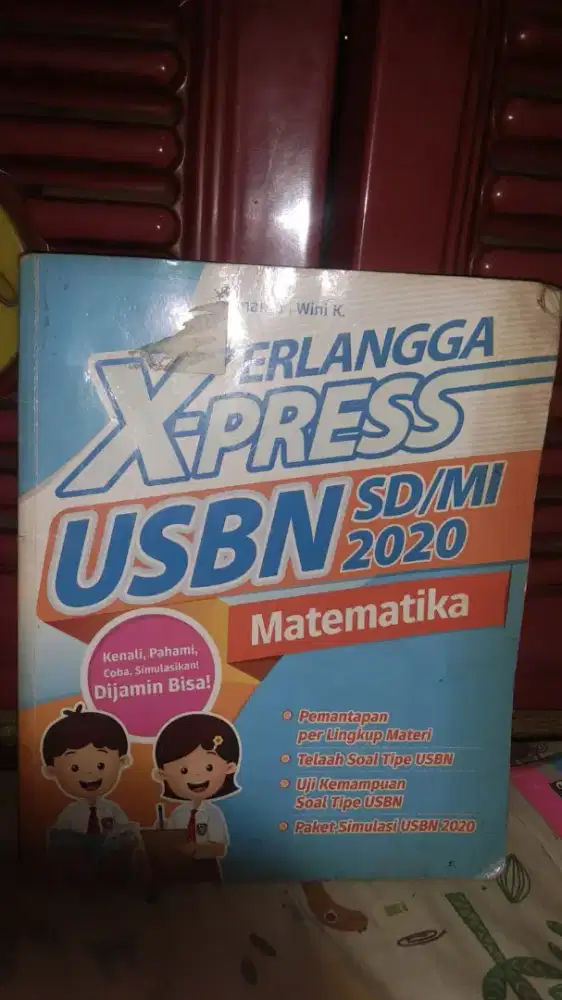 Wini K.
ERLANGGA
X-PRESS
USBN SD/MI
2020
Matematika
Kenali, Pahami,
Coba, Simulasikan!
Dijamin Bisa!
Pemantapan
per Lingkup Materi
Telaah Soal Tipe USBN
Uji Kemampuan
Soal Tipe USBN
Paket Simulasi USBN 2020